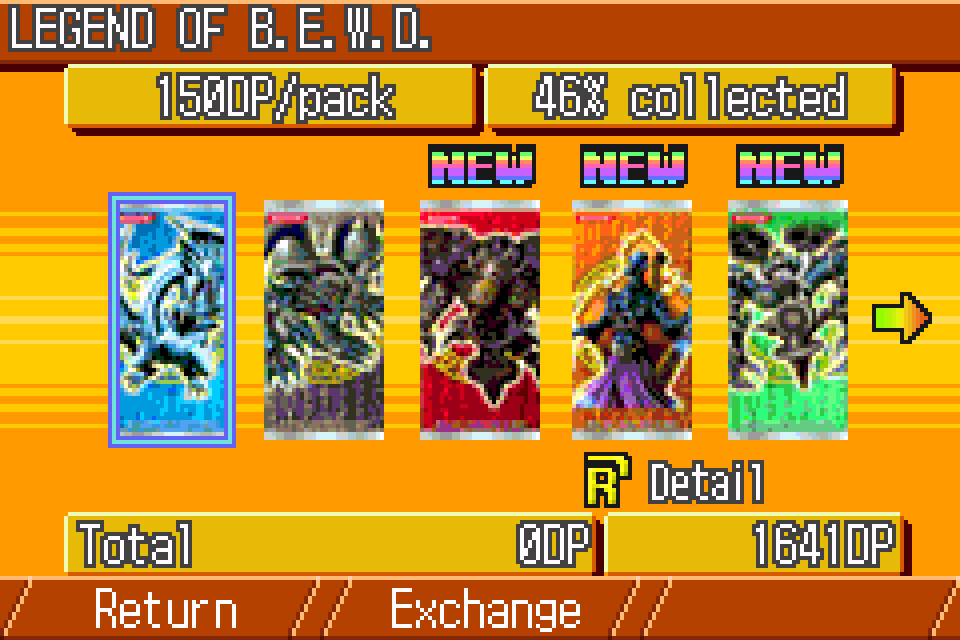 LEGEND OF B.E.W.D.
150DP/pack
46% collected
NEW NEW NEW
R Detail
Total 0DP 1641DP
Return Exchange